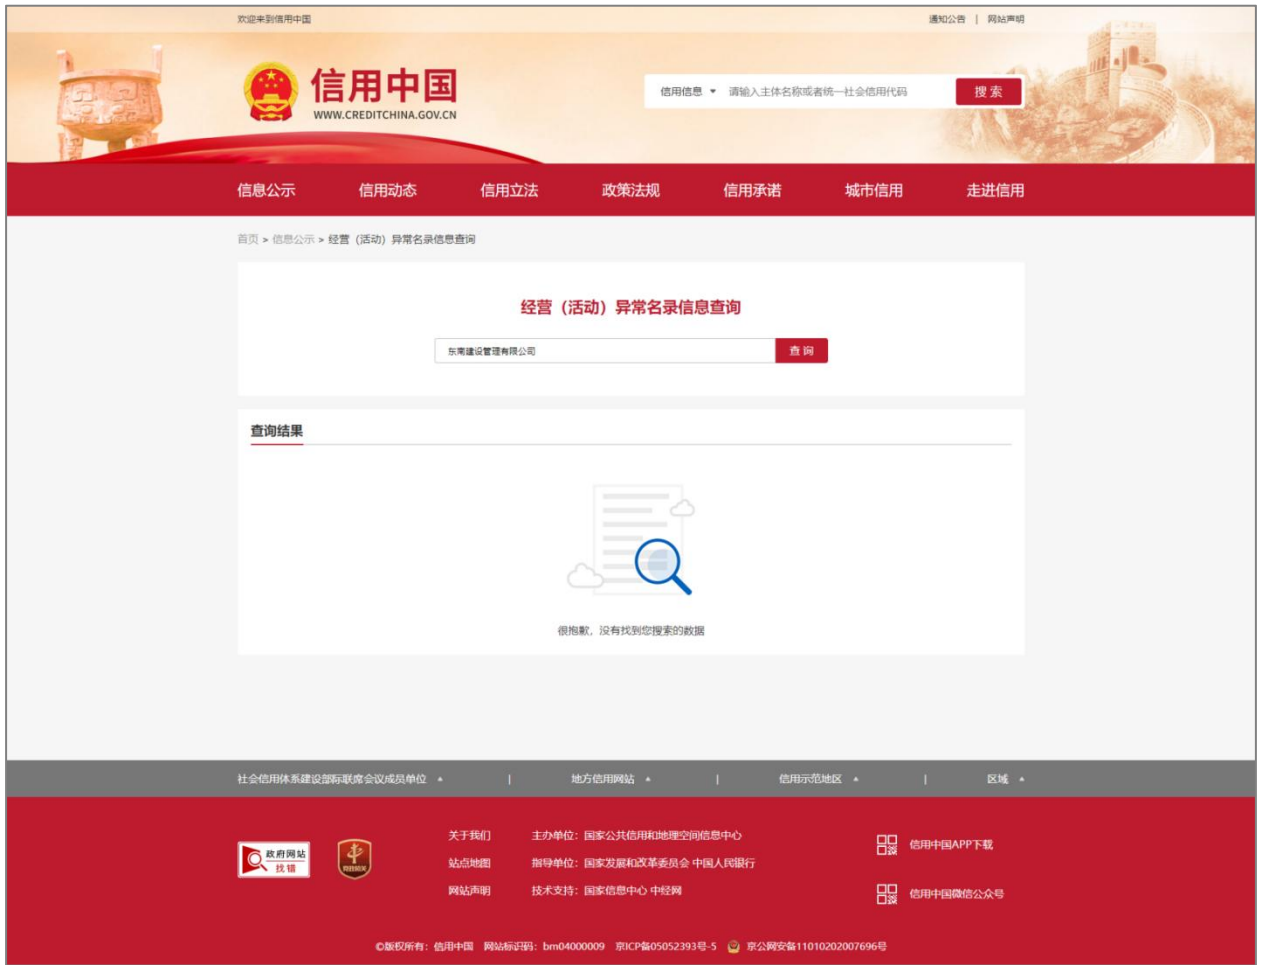 欢迎来到信用中国
通知公告 | 网站声明
信用中国
WWW.CREDITCHINA.GOV.CN
信用信息 请输入主体名称或者统一社会信用代码 搜索
信息公示 信用动态 信用立法 政策法规 信用承诺 城市信用 走进信用
首页 > 信息公示 > 经营（活动）异常名录信息查询
经营（活动）异常名录信息查询
东南建设管理有限公司 查询
查询结果
很抱歉，没有找到您搜索的数据
社会信用体系建设部际联席会议成员单位 | 地方信用网站 | 信用示范地区 | 区域
政府网站
找错
党政机关
关于我们 主办单位：国家公共信用和地理空间信息中心
站点地图 指导单位：国家发展和改革委员会 中国人民银行
网站声明 技术支持：国家信息中心 中经网
信用中国APP下载
信用中国微信公众号
©版权所有：信用中国 网站标识码：bm04000009 京ICP备05052393号-5 京公网安备11010202007696号